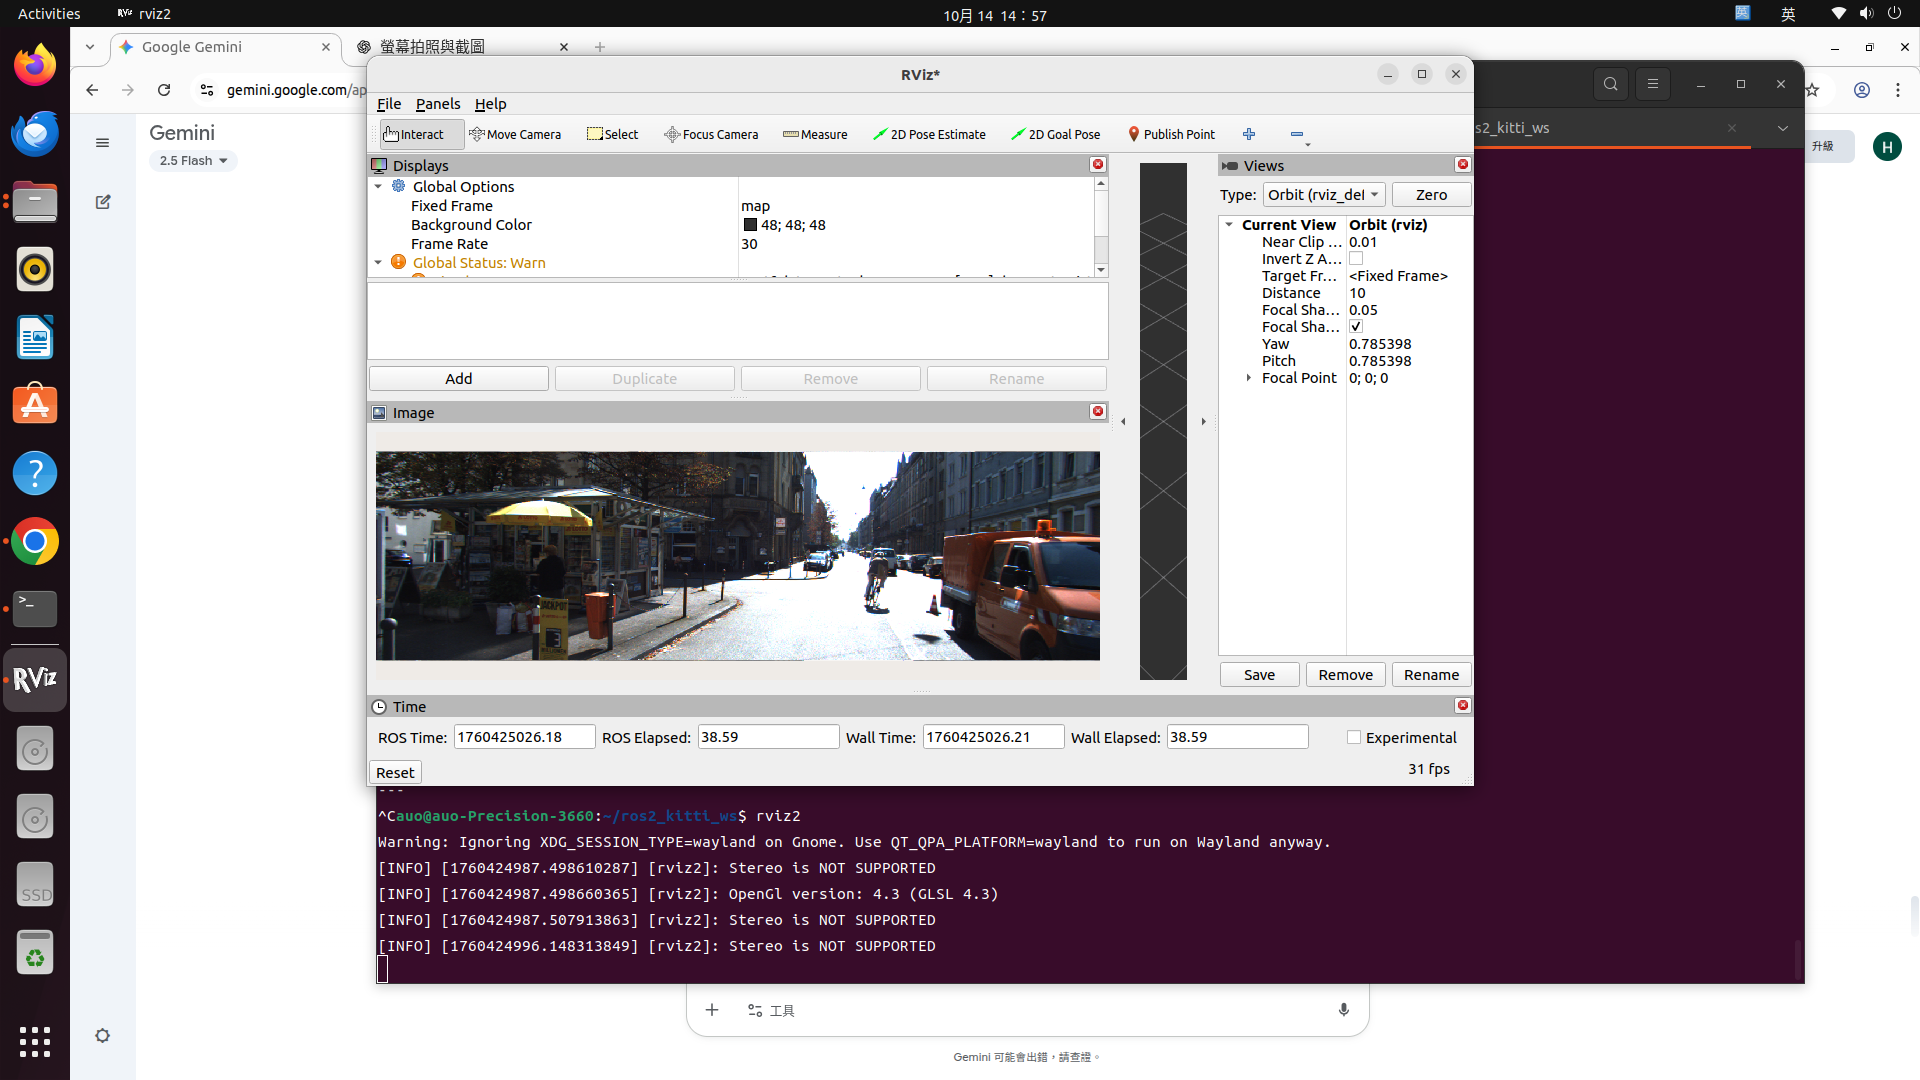 Activities
RViz rviz2
10月 14 14：57
英
英
Google Gemini
螢幕拍照與截圖
gemini.google.com/ap
Gemini
2.5 Flash
升級
H
s2_kitti_ws
RViz*
File Panels Help
Interact Move Camera Select Focus Camera Measure 2D Pose Estimate 2D Goal Pose Publish Point
Displays
Global Options
Fixed Frame map
Background Color 48; 48; 48
Frame Rate 30
Global Status: Warn
Add Duplicate Remove Rename
Image
JACKPOT
Views
Type: Orbit (rviz_def Zero
Current View Orbit (rviz)
Near Clip ... 0.01
Invert Z A...
Target Fr... <Fixed Frame>
Distance 10
Focal Sha... 0.05
Focal Sha...
Yaw 0.785398
Pitch 0.785398
Focal Point 0; 0; 0
Save Remove Rename
Time
ROS Time: 1760425026.18 ROS Elapsed: 38.59 Wall Time: 1760425026.21 Wall Elapsed: 38.59 Experimental
Reset
31 fps
---
^Cauo@auo-Precision-3660:~/ros2_kitti_ws$ rviz2
Warning: Ignoring XDG_SESSION_TYPE=wayland on Gnome. Use QT_QPA_PLATFORM=wayland to run on Wayland anyway.
[INFO] [1760424987.498610287] [rviz2]: Stereo is NOT SUPPORTED
[INFO] [1760424987.498660365] [rviz2]: OpenGl version: 4.3 (GLSL 4.3)
[INFO] [1760424987.507913863] [rviz2]: Stereo is NOT SUPPORTED
[INFO] [1760424996.148313849] [rviz2]: Stereo is NOT SUPPORTED
工具
Gemini 可能會出錯，請查證。
RViz
SSD